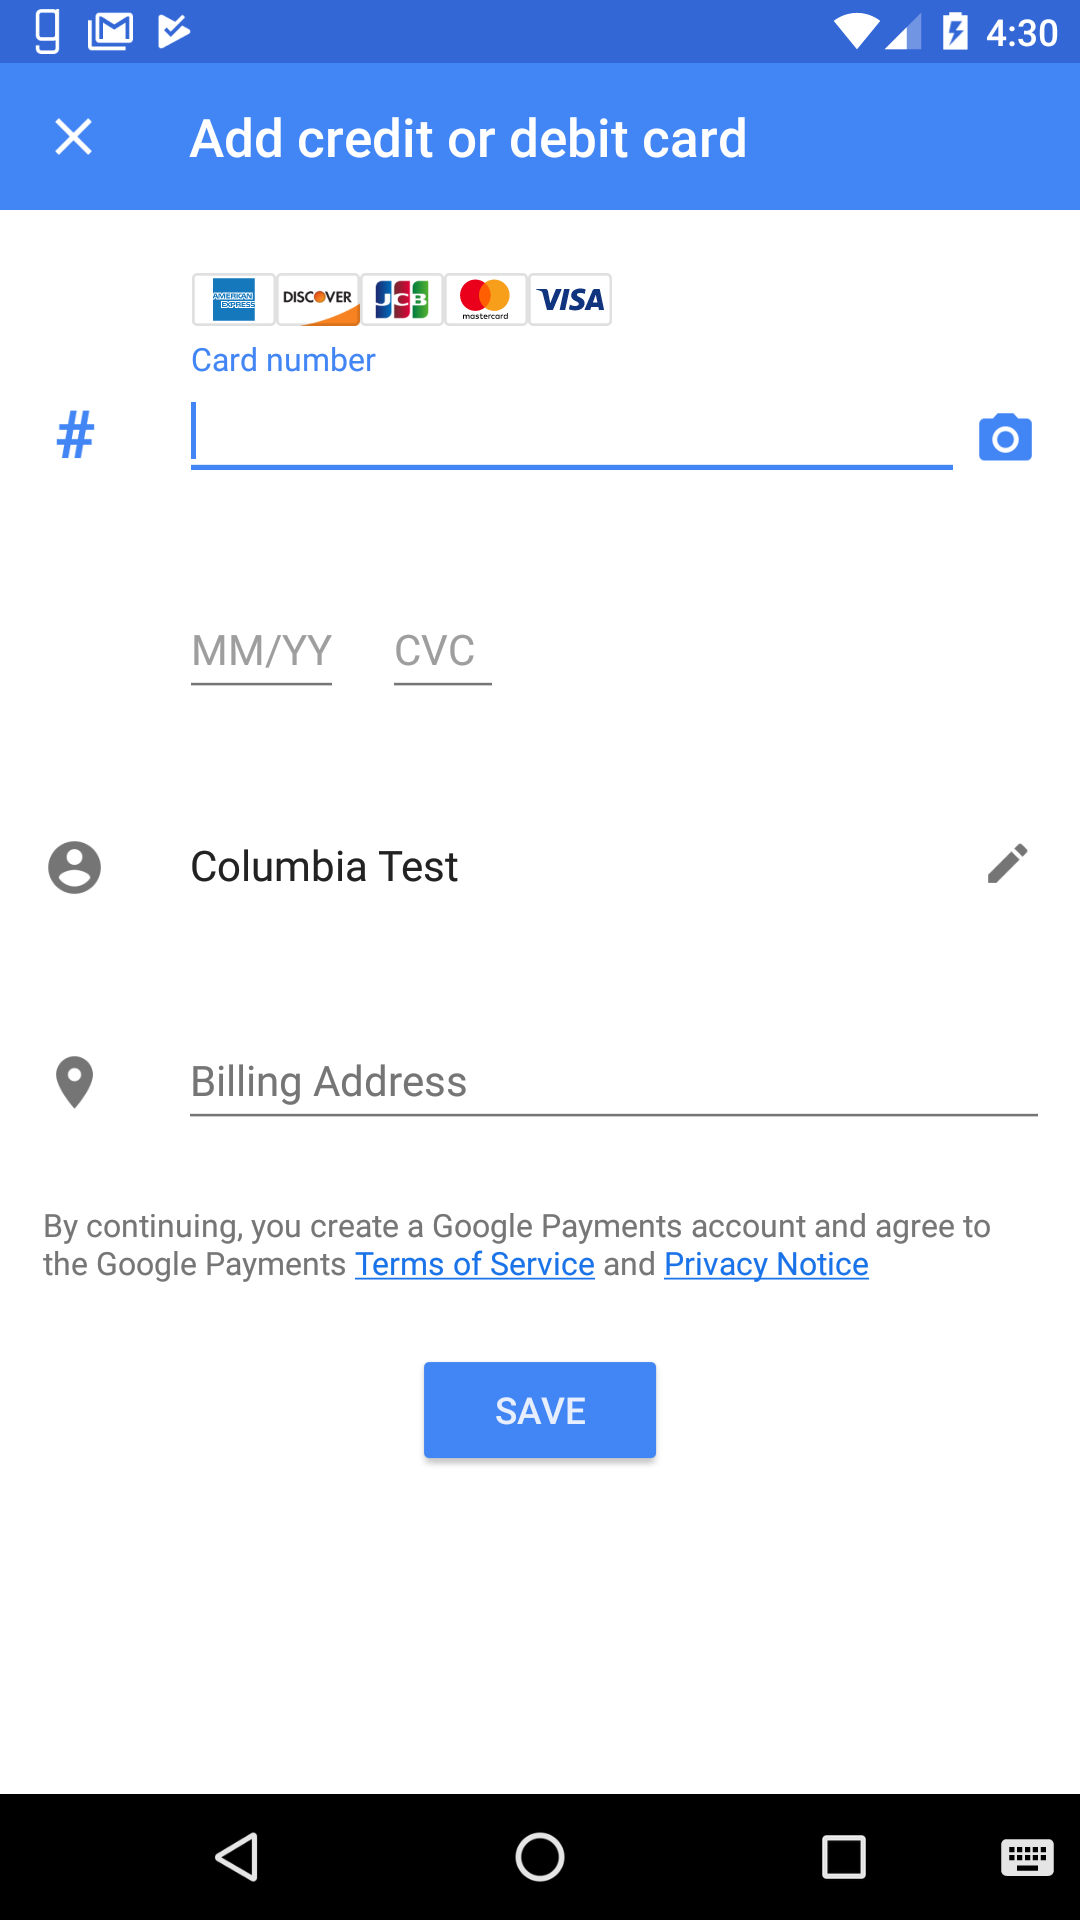 4:30
Add credit or debit card
AMERICAN EXPRESS DISCOVER JCB mastercard VISA
Card number
#
MM/YY CVC
Columbia Test
Billing Address
By continuing, you create a Google Payments account and agree to
the Google Payments Terms of Service and Privacy Notice
SAVE